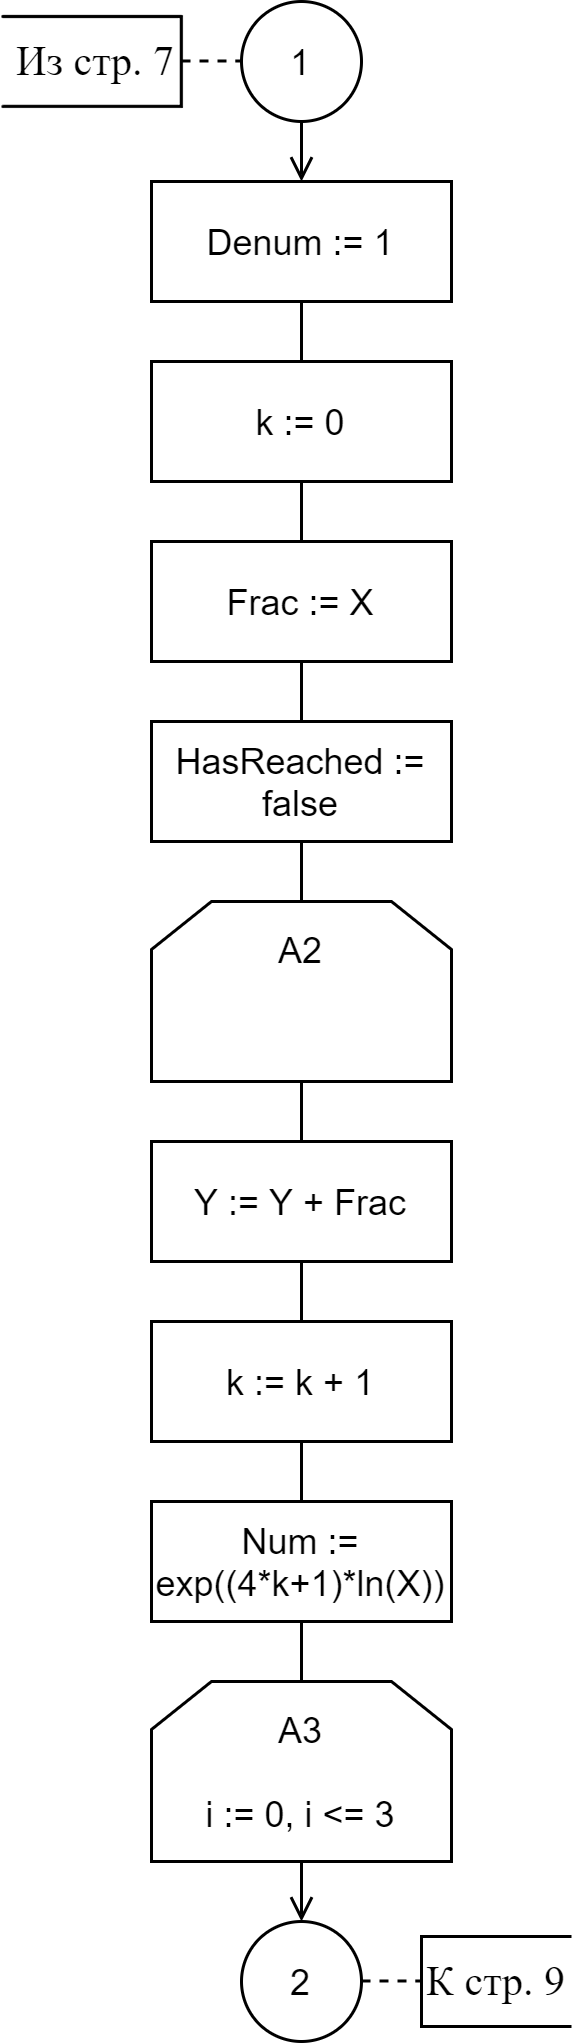 Из стр. 7
1
Denum := 1
k := 0
Frac := X
HasReached :=
false
A2
Y := Y + Frac
k := k + 1
Num :=
exp((4*k+1)*ln(X))
A3
i := 0, i <= 3
2
К стр. 9